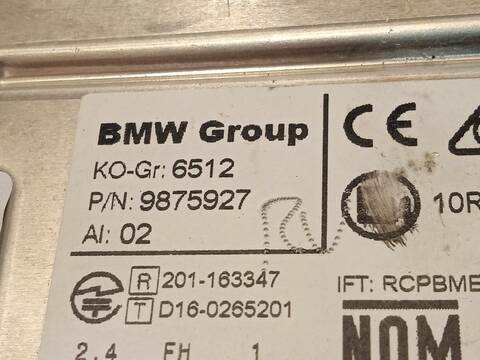 BMW Group
CE
KO-Gr: 6512
P/N: 9875927
10R
AI: 02
R 201-163347
IFT: RCPBME
T D16-0265201
NOM
2.4 FH 1